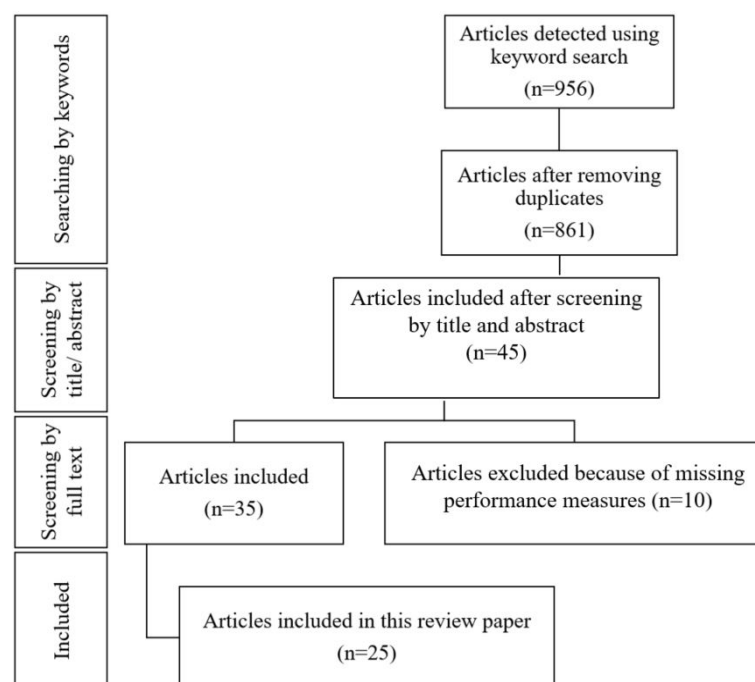 Searching by keywords
Articles detected using
keyword search
(n=956)
Articles after removing
duplicates
(n=861)
Screening by
title/ abstract
Articles included after screening
by title and abstract
(n=45)
Screening by
full text
Articles included
(n=35)
Articles excluded because of missing
performance measures (n=10)
Included
Articles included in this review paper
(n=25)